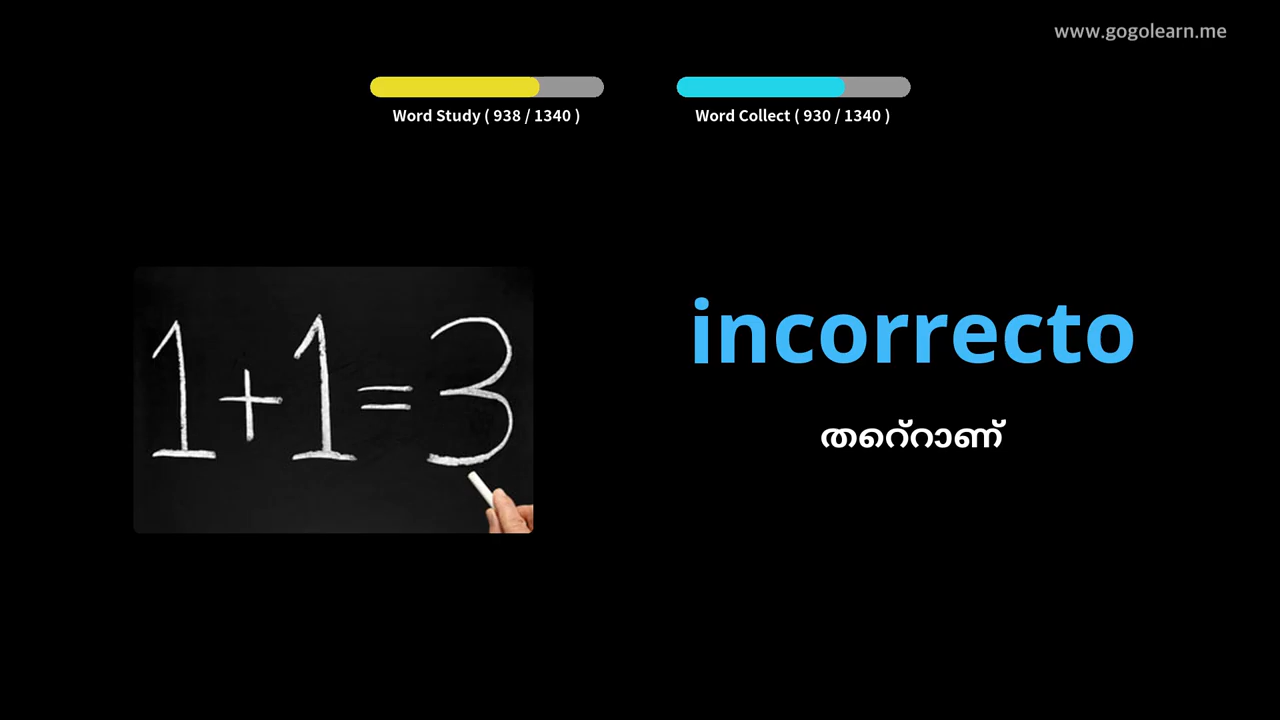 www.gogolearn.me
Word Study ( 938 / 1340 )
Word Collect ( 930 / 1340 )
1+1=3
incorrecto
തറ്റൊണ്